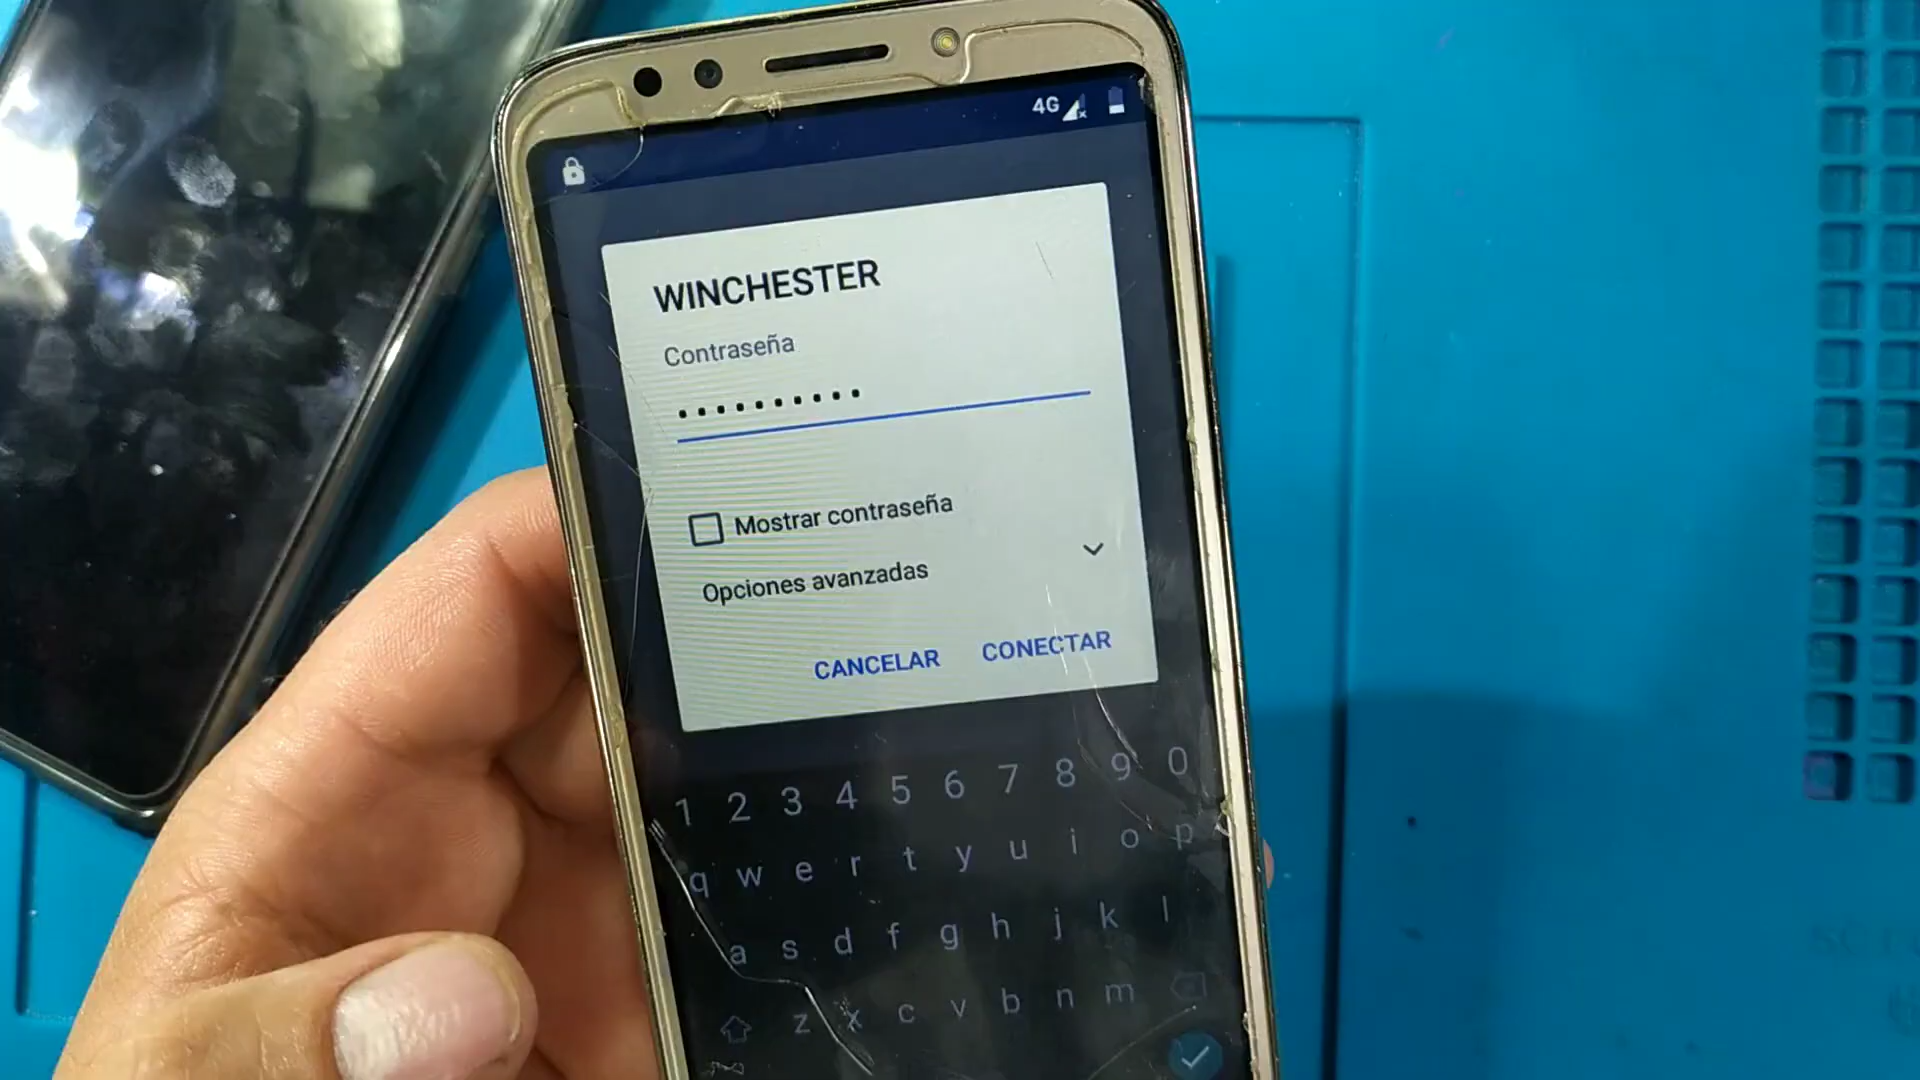 4G
WINCHESTER
Contraseña
••••••••••
Mostrar contraseña
Opciones avanzadas
CANCELAR CONECTAR
1 2 3 4 5 6 7 8 9 0
q w e r t y u i o p
a s d f g h j k l
z x c v b n m